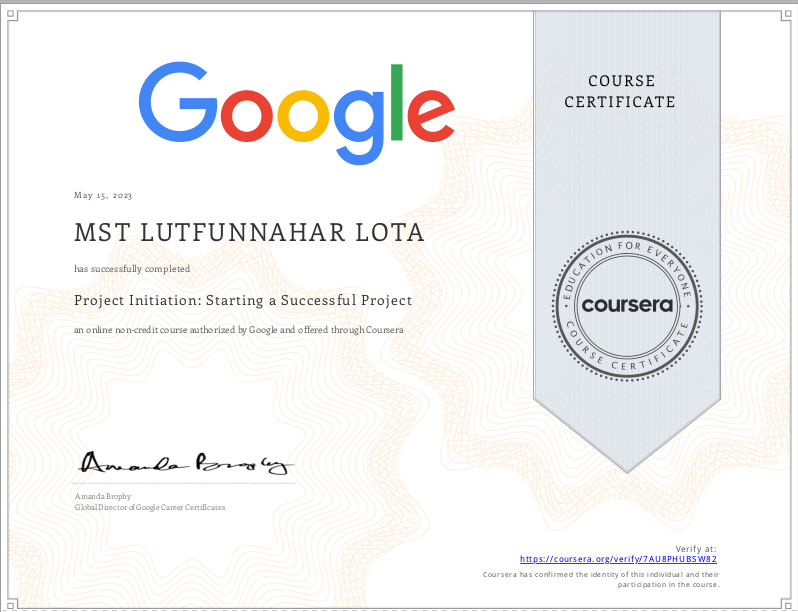 Google
COURSE
CERTIFICATE
May 15, 2023
MST LUTFUNNAHAR LOTA
has successfully completed
Project Initiation: Starting a Successful Project
an online non-credit course authorized by Google and offered through Coursera
EDUCATION FOR EVERYONE
coursera
COURSE CERTIFICATE
Amanda Brophy
Amanda Brophy
Global Director of Google Career Certificates
Verify at:
https://coursera.org/verify/7AU8PHUBSW82
Coursera has confirmed the identity of this individual and their
participation in the course.